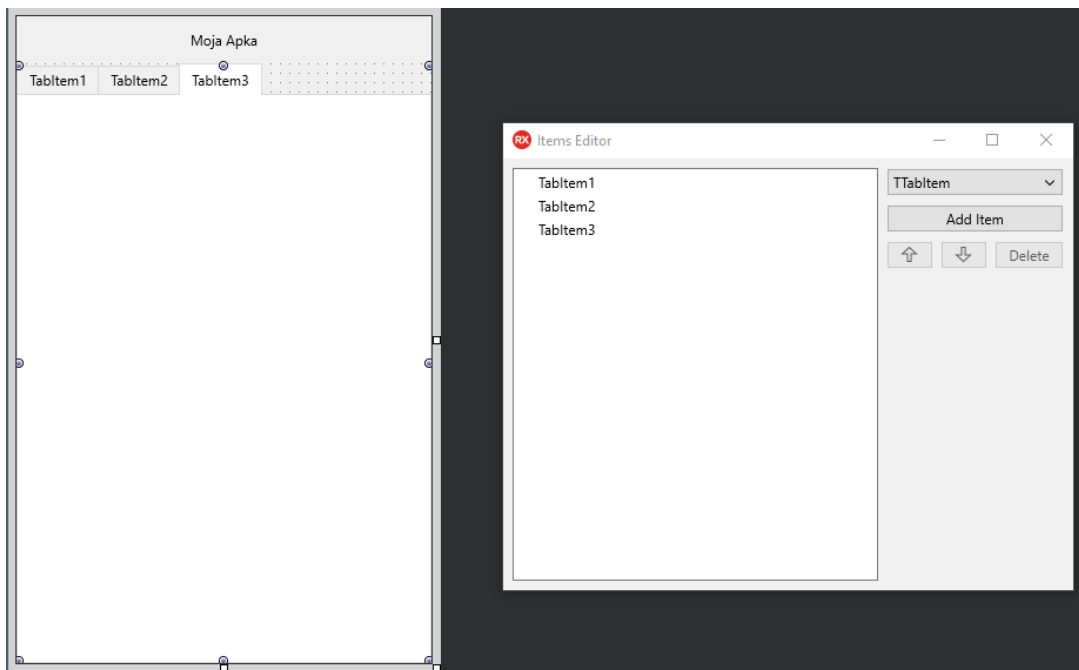 Moja Apka
TabItem1 TabItem2 TabItem3
RX Items Editor
TabItem1
TabItem2
TabItem3
TTabItem
Add Item
Delete